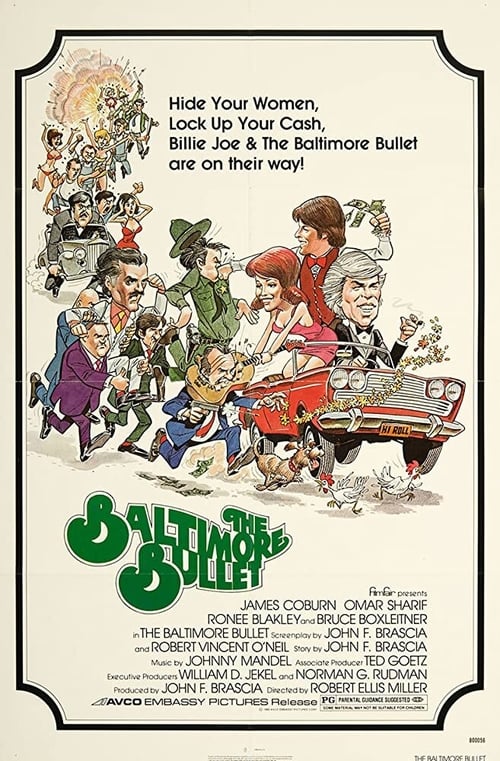 Hide Your Women,
Lock Up Your Cash,
Billie Joe & The Baltimore Bullet
are on their way!
HI ROLL
THE
BALTIMORE
BULLET
Filmfair presents
JAMES COBURN OMAR SHARIF
RONEE BLAKLEY and BRUCE BOXLEITNER
in THE BALTIMORE BULLET Screenplay by JOHN F. BRASCIA
and ROBERT VINCENT O'NEIL Story by JOHN F. BRASCIA
Music by JOHNNY MANDEL Associate Producer TED GOETZ
Executive Producers WILLIAM D. JEKEL and NORMAN G. RUDMAN
Produced by JOHN F. BRASCIA Directed by ROBERT ELLIS MILLER
AVCO EMBASSY PICTURES Release PG PARENTAL GUIDANCE SUGGESTED
SOME MATERIAL MAY NOT BE SUITABLE FOR CHILDREN
800056
THE BALTIMORE BULLET